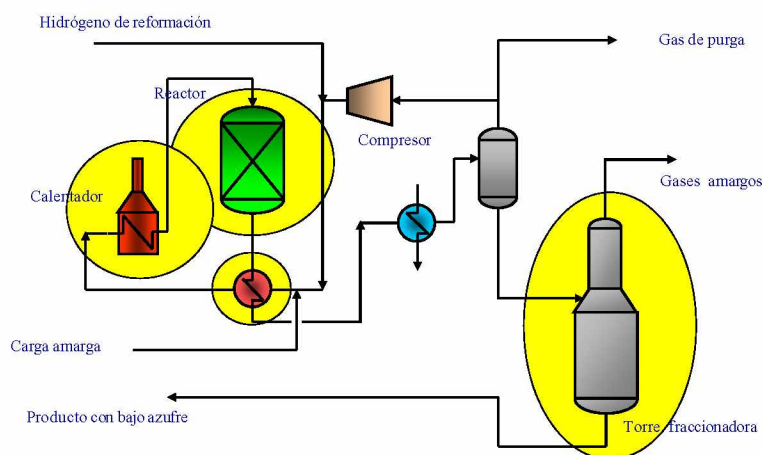 Hidrógeno de reformación
Gas de purga
Reactor
Compresor
Calentador
Gases amargos
Carga amarga
Producto con bajo azufre
Torre fraccionadora